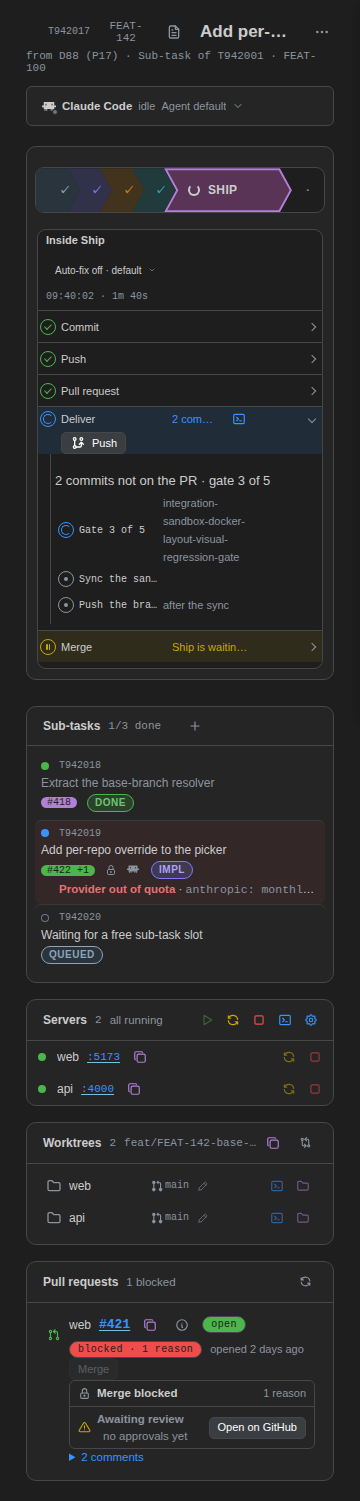 T942017 FEAT-142 Add per-…
from D88 (P17) · Sub-task of T942001 · FEAT-
100
Claude Code idle Agent default
SHIP
Inside Ship
Auto-fix off · default
09:40:02 · 1m 40s
Commit
Push
Pull request
Deliver 2 com…
Push
2 commits not on the PR · gate 3 of 5
Gate 3 of 5 integration-
sandbox-docker-
layout-visual-
regression-gate
Sync the san…
Push the bra… after the sync
Merge Ship is waitin…
Sub-tasks 1/3 done
T942018
Extract the base-branch resolver
#418 DONE
T942019
Add per-repo override to the picker
#422 +1 IMPL
Provider out of quota · anthropic: monthl…
T942020
Waiting for a free sub-task slot
QUEUED
Servers 2 all running
web :5173
api :4000
Worktrees 2 feat/FEAT-142-base-…
web main
api main
Pull requests 1 blocked
web #421 open
blocked · 1 reason opened 2 days ago
Merge
Merge blocked 1 reason
Awaiting review
no approvals yet
Open on GitHub
2 comments